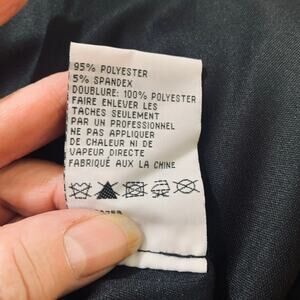 95% POLYESTER
5% SPANDEX
DOUBLURE: 100% POLYESTER
FAIRE ENLEVER LES
TACHES SEULEMENT
PAR UN PROFESSIONNEL
NE PAS APPLIQUER
DE CHALEUR NI DE
VAPEUR DIRECTE
FABRIQUÉ AUX LA CHINE